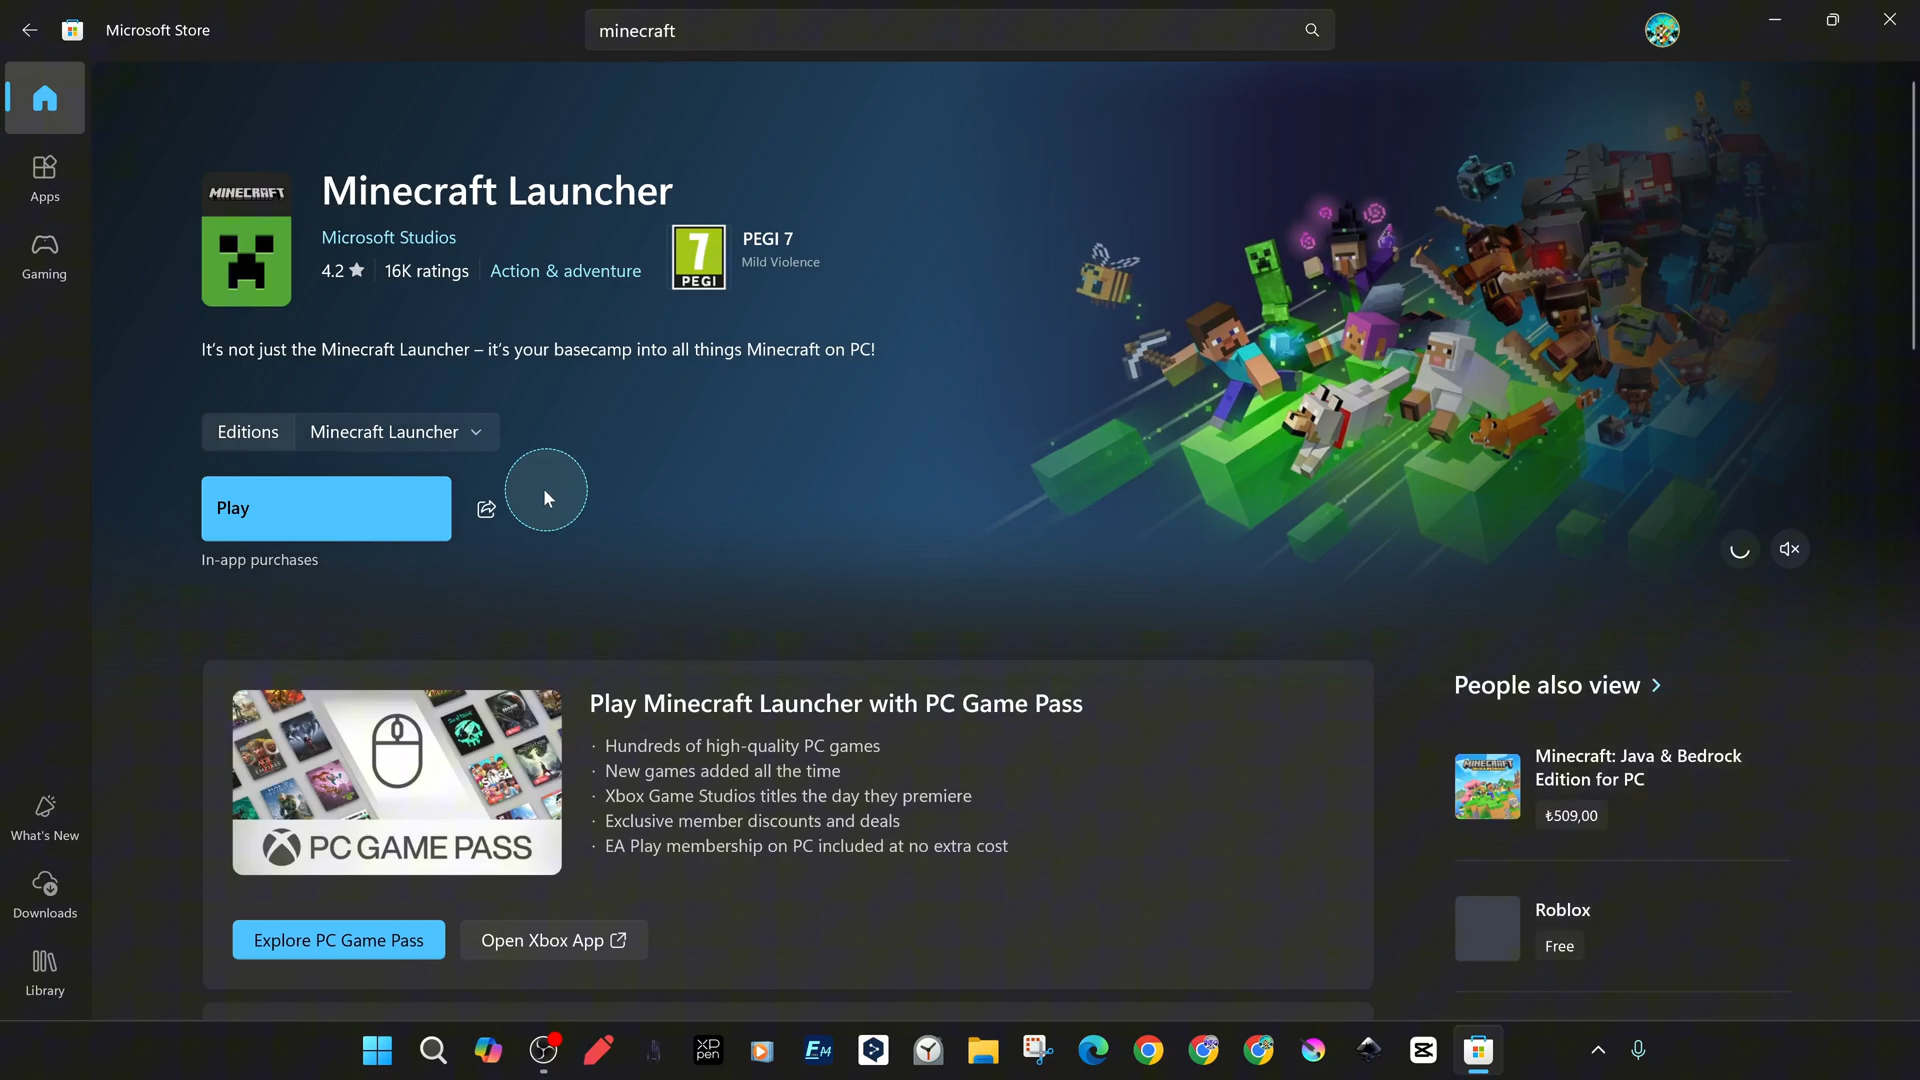 Microsoft Store
minecraft
Apps
Gaming
MINECRAFT
Minecraft Launcher
Microsoft Studios
4.2
16K ratings
Action & adventure
7
PEGI
PEGI 7
Mild Violence
It's not just the Minecraft Launcher – it's your basecamp into all things Minecraft on PC!
Editions
Minecraft Launcher
Play
In-app purchases
PC GAME PASS
Play Minecraft Launcher with PC Game Pass
· Hundreds of high-quality PC games
· New games added all the time
· Xbox Game Studios titles the day they premiere
· Exclusive member discounts and deals
· EA Play membership on PC included at no extra cost
Explore PC Game Pass
Open Xbox App
People also view
MINECRAFT
Minecraft: Java & Bedrock
Edition for PC
₺509,00
Roblox
Free
What's New
Downloads
Library
XP
pen
FM